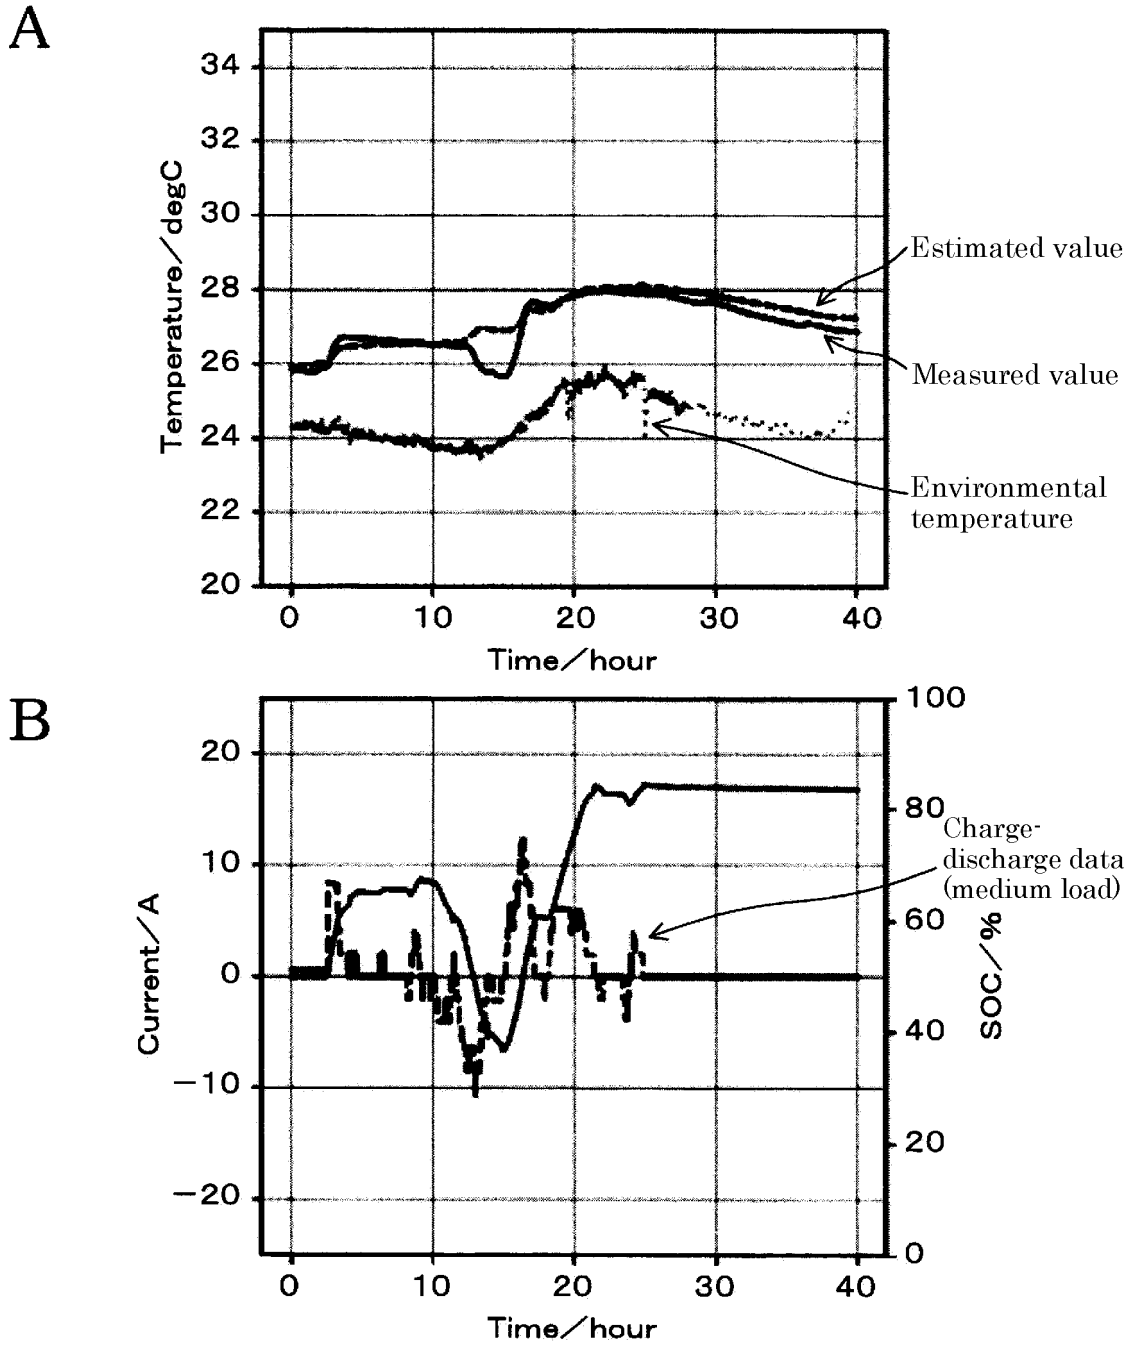 A
34
32
30
28
26
24
22
20
Temperature/degC
0 10 20 30 40
Time/hour
Estimated value
Measured value
Environmental
temperature
B
20
10
0
−10
−20
Current/A
100
80
60
40
20
0
SOC/%
Charge-
discharge data
(medium load)
0 10 20 30 40
Time/hour